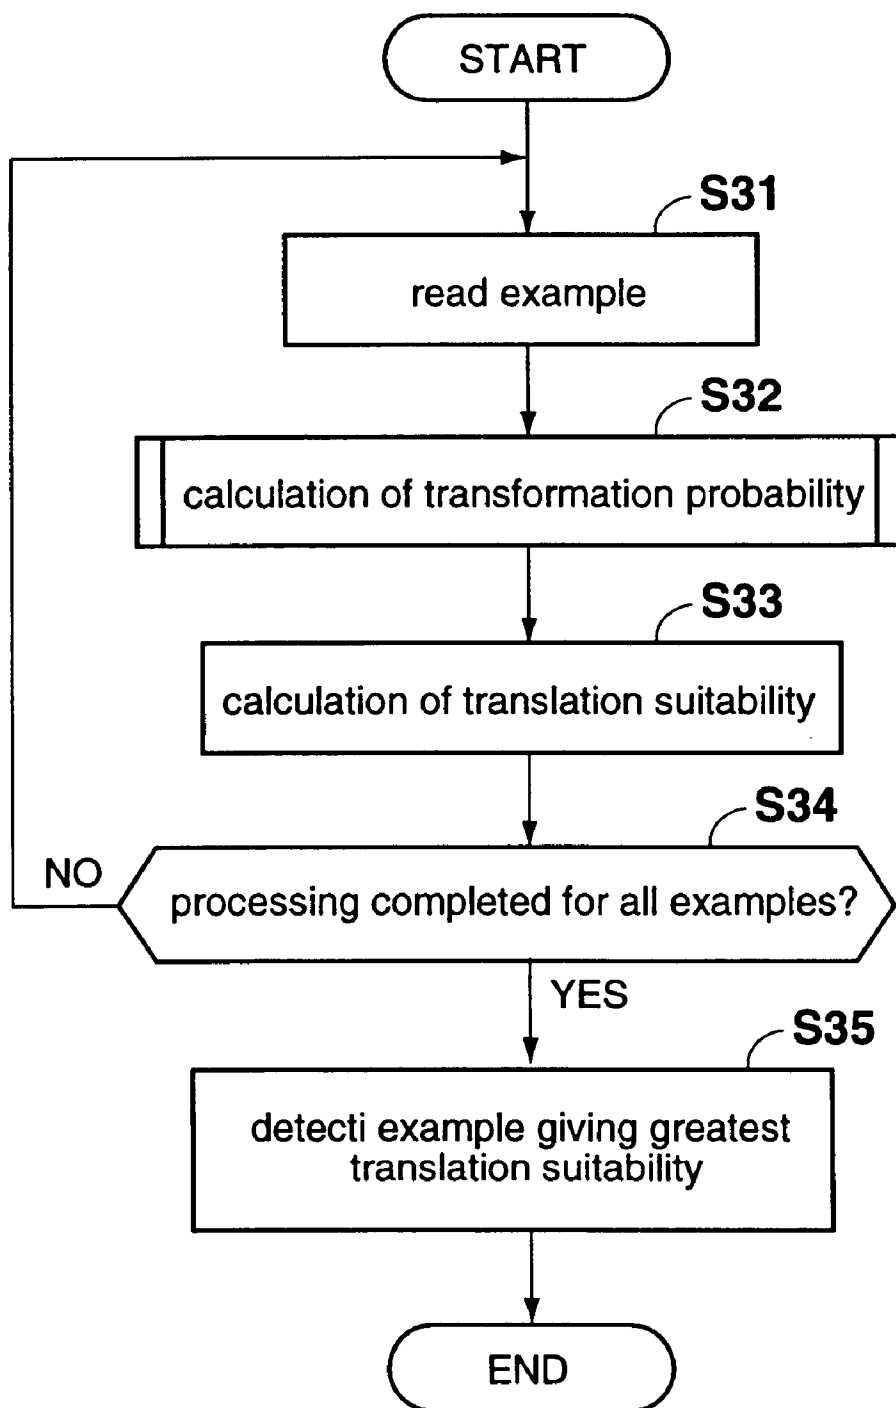 START
S31
read example
S32
calculation of transformation probability
S33
calculation of translation suitability
S34
NO
processing completed for all examples?
YES
S35
detecti example giving greatest
translation suitability
END